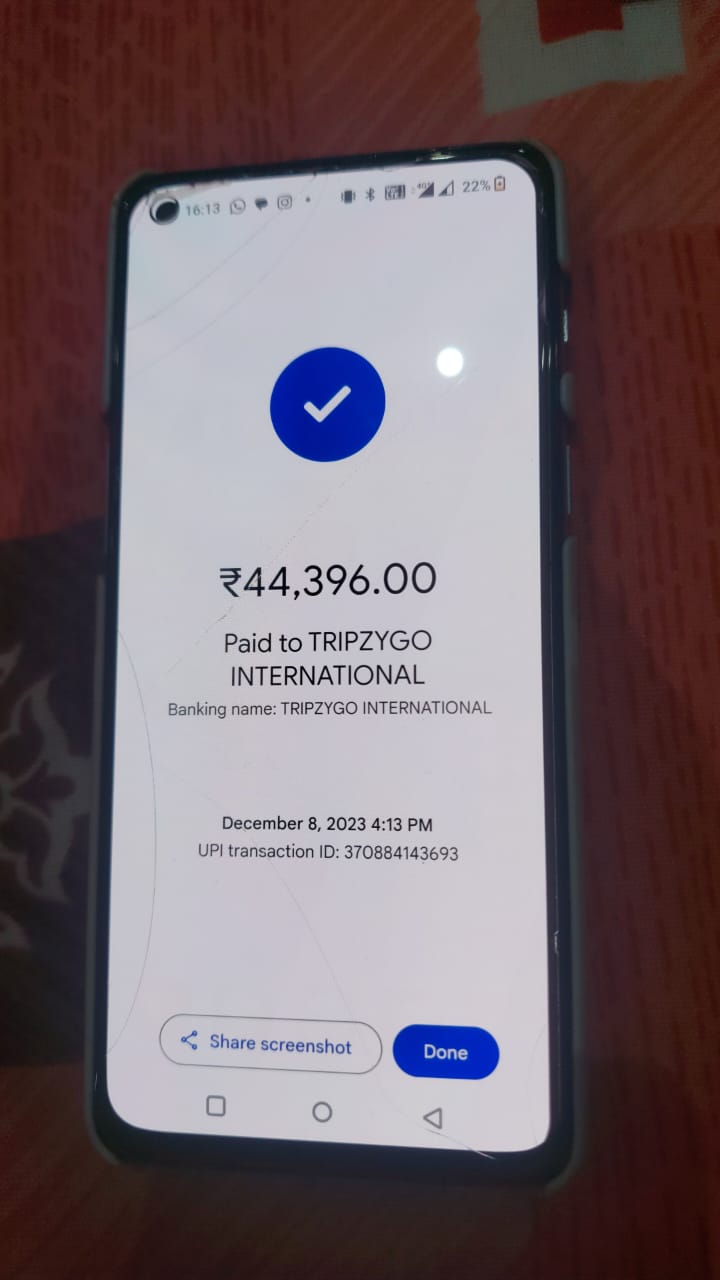 16:13
22%
₹44,396.00
Paid to TRIPZYGO
INTERNATIONAL
Banking name: TRIPZYGO INTERNATIONAL
December 8, 2023 4:13 PM
UPI transaction ID: 370884143693
Share screenshot
Done